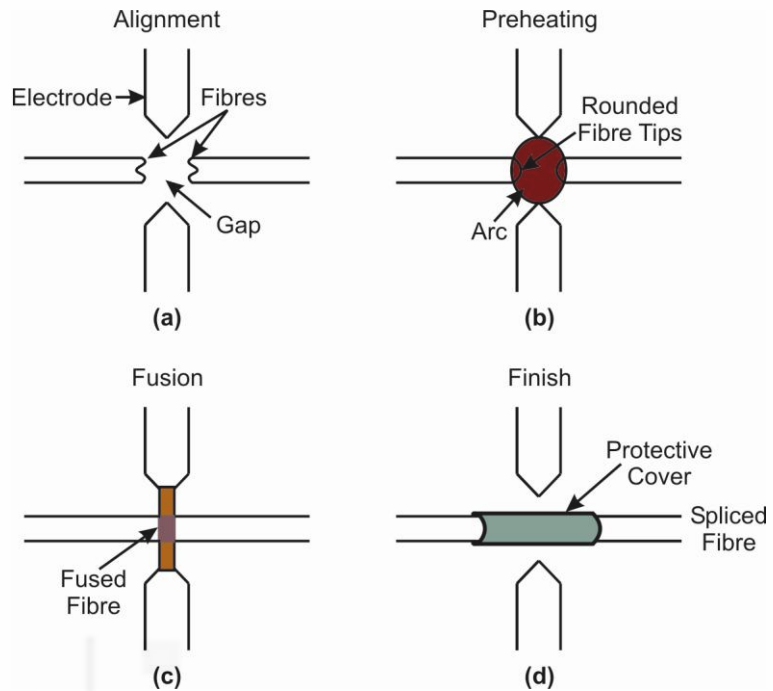 Alignment
Electrode
Fibres
Gap
(a)
Preheating
Rounded
Fibre Tips
Arc
(b)
Fusion
Fused
Fibre
(c)
Finish
Protective
Cover
Spliced
Fibre
(d)